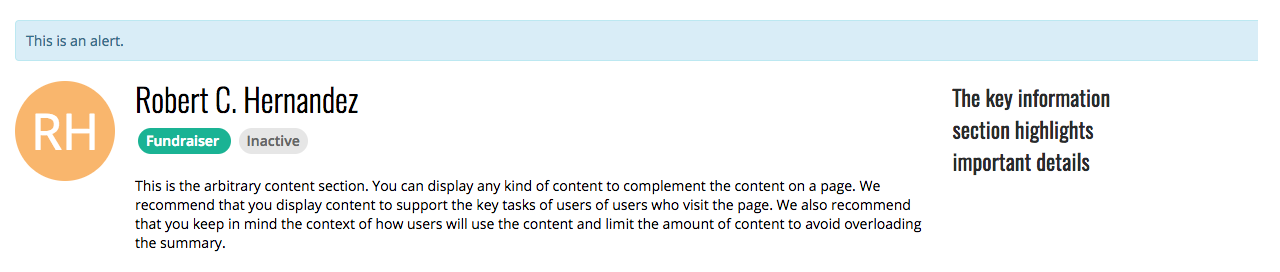 This is an alert.
RH
Robert C. Hernandez
Fundraiser Inactive
This is the arbitrary content section. You can display any kind of content to complement the content on a page. We
recommend that you display content to support the key tasks of users of users who visit the page. We also recommend
that you keep in mind the context of how users will use the content and limit the amount of content to avoid overloading
the summary.
The key information
section highlights
important details